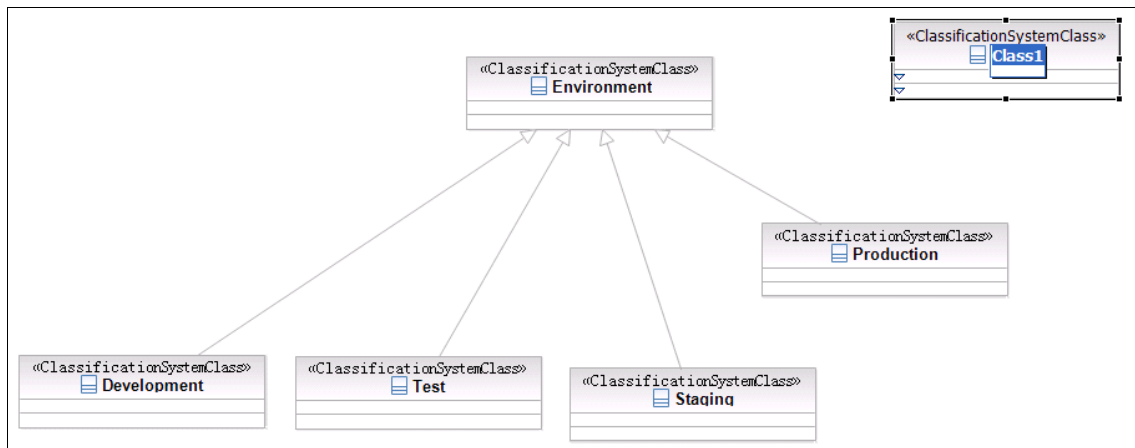 «ClassificationSystemClass»
Class1
«ClassificationSystemClass»
Environment
«ClassificationSystemClass»
Production
«ClassificationSystemClass»
Development
«ClassificationSystemClass»
Test
«ClassificationSystemClass»
Staging